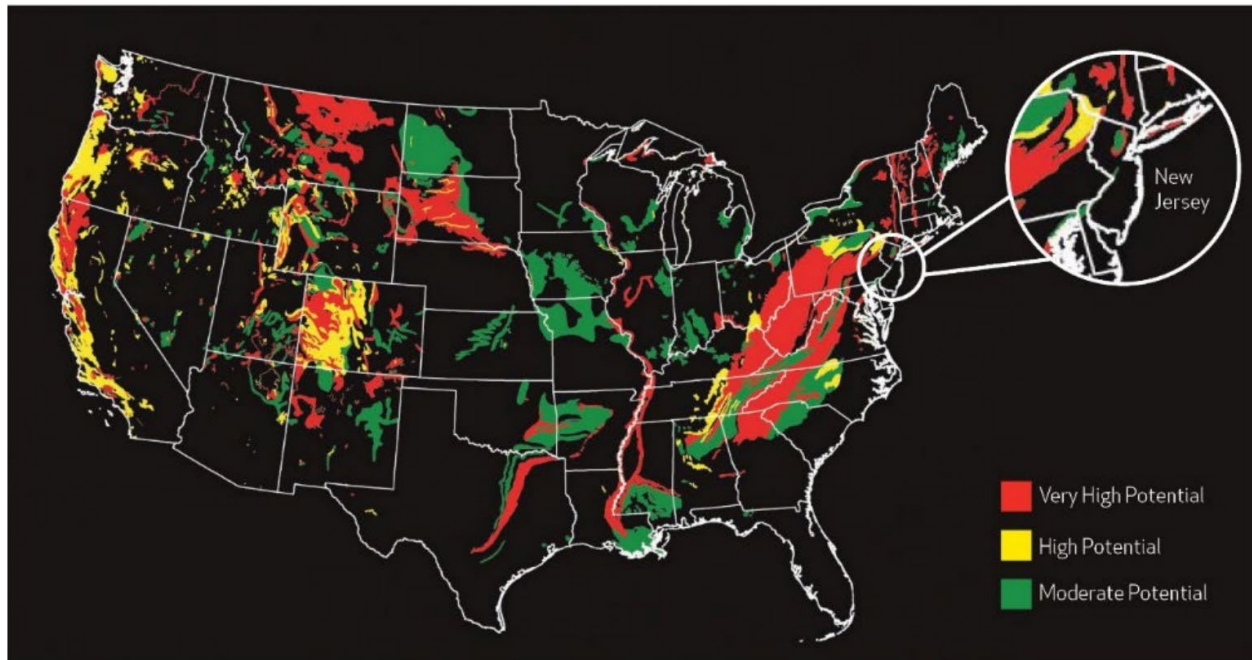 New
Jersey
Very High Potential
High Potential
Moderate Potential